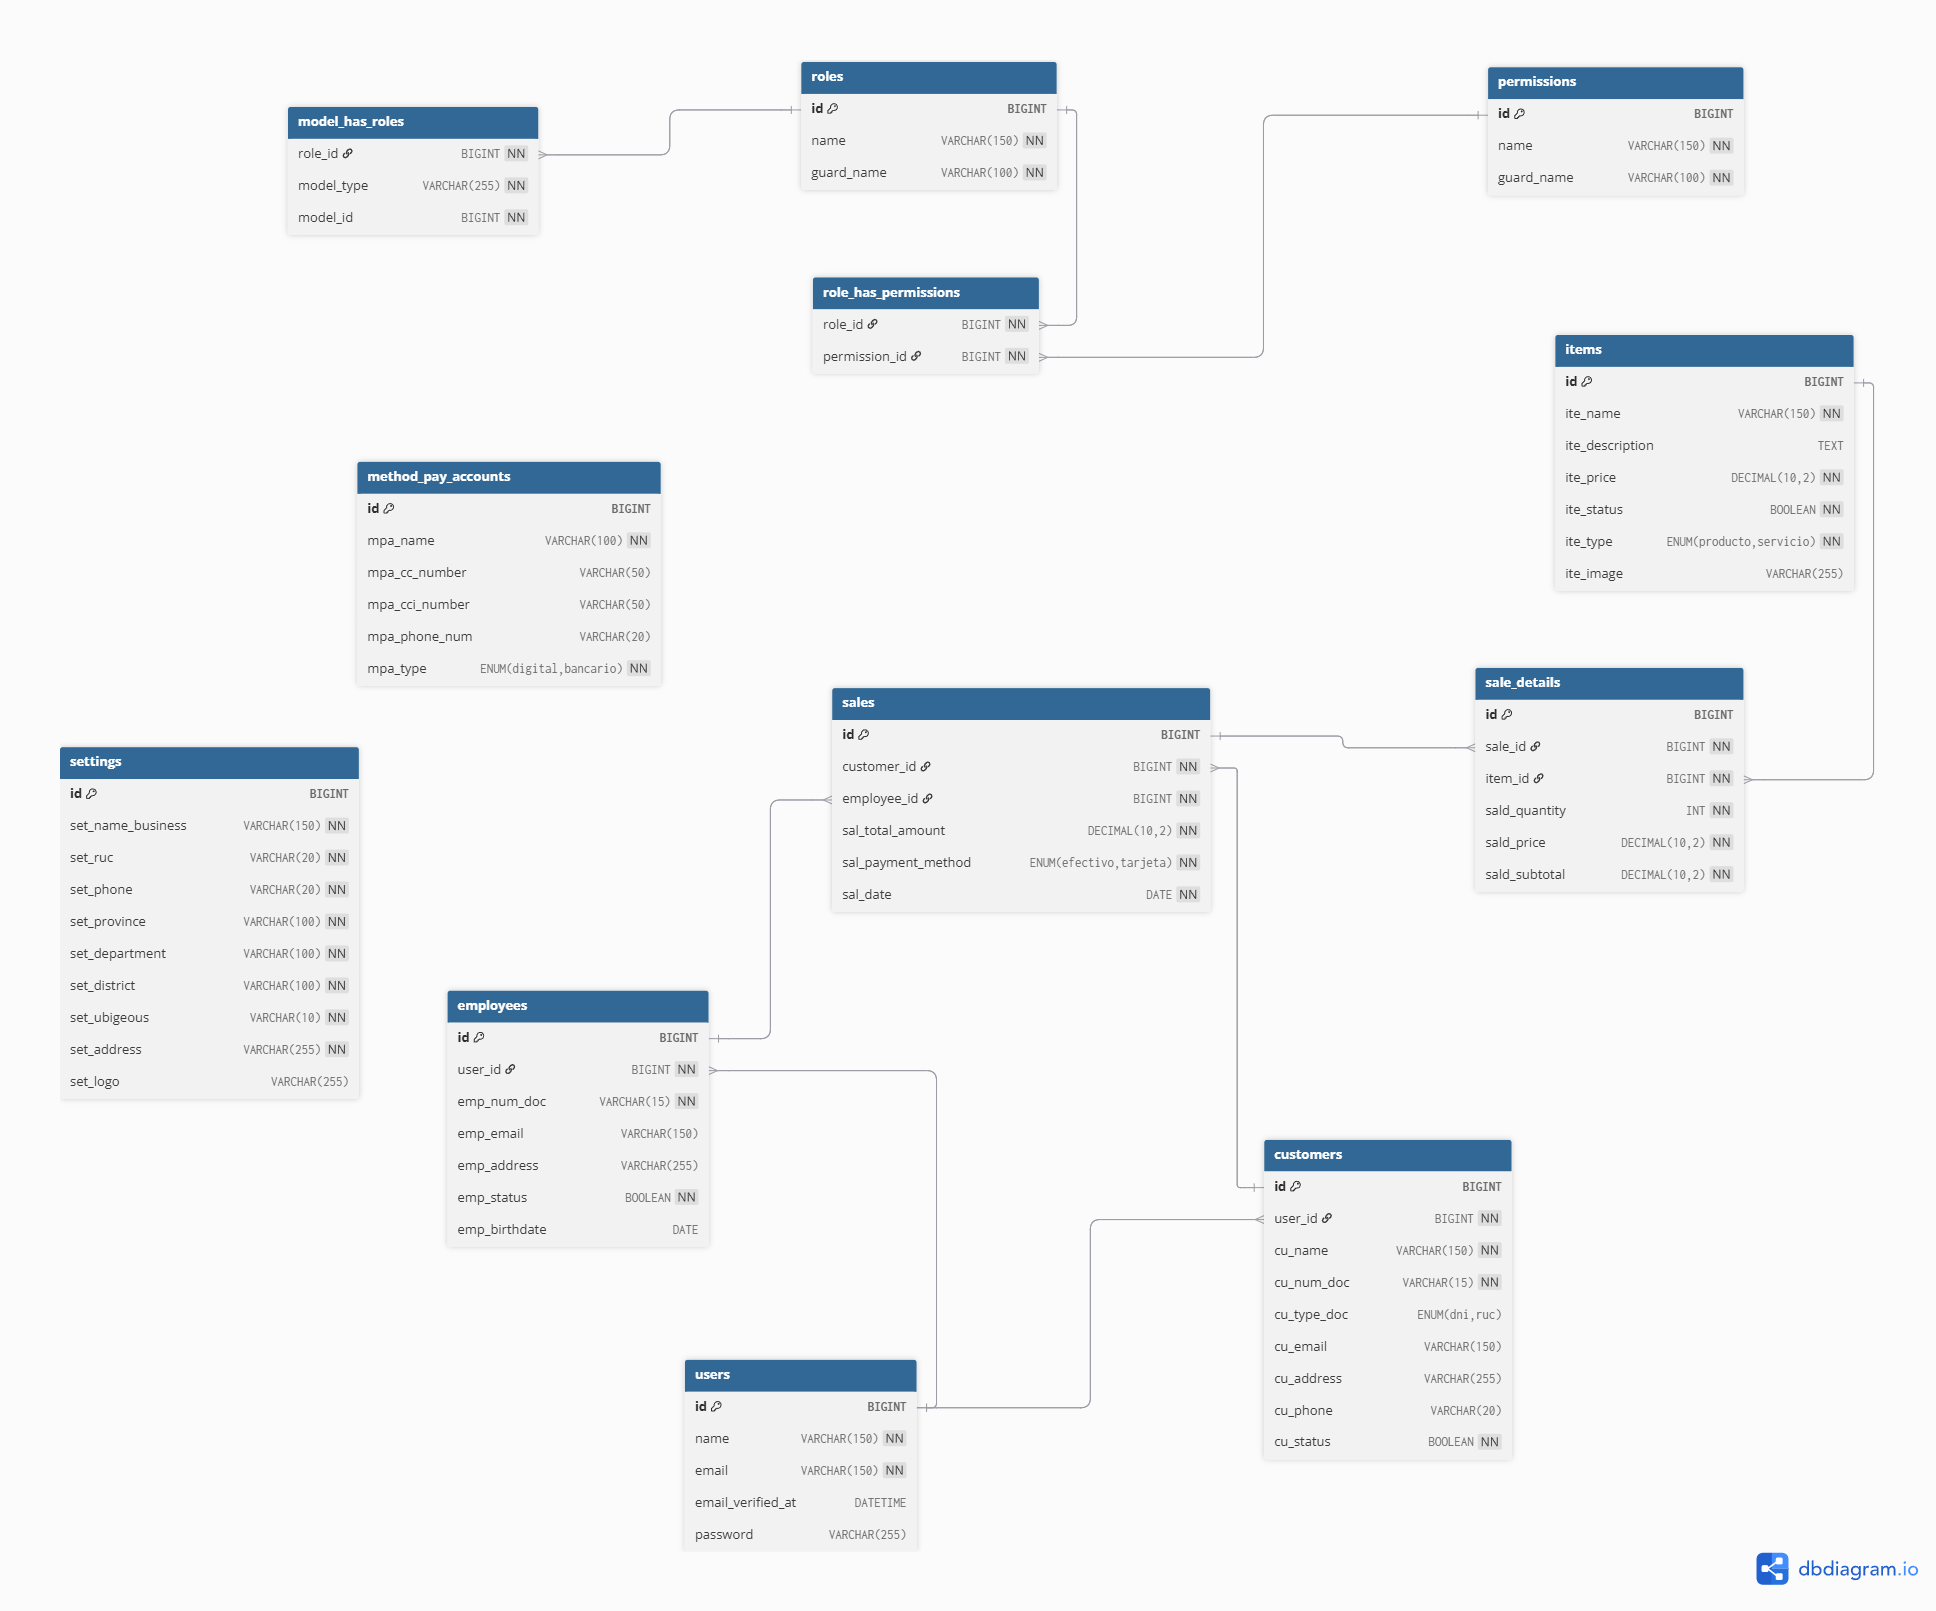 roles
id BIGINT
name VARCHAR(150) NN
guard_name VARCHAR(100) NN
permissions
id BIGINT
name VARCHAR(150) NN
guard_name VARCHAR(100) NN
model_has_roles
role_id BIGINT NN
model_type VARCHAR(255) NN
model_id BIGINT NN
role_has_permissions
role_id BIGINT NN
permission_id BIGINT NN
items
id BIGINT
ite_name VARCHAR(150) NN
ite_description TEXT
ite_price DECIMAL(10,2) NN
ite_status BOOLEAN NN
ite_type ENUM(producto,servicio) NN
ite_image VARCHAR(255)
method_pay_accounts
id BIGINT
mpa_name VARCHAR(100) NN
mpa_cc_number VARCHAR(50)
mpa_cci_number VARCHAR(50)
mpa_phone_num VARCHAR(20)
mpa_type ENUM(digital,bancario) NN
sale_details
id BIGINT
sale_id BIGINT NN
item_id BIGINT NN
sald_quantity INT NN
sald_price DECIMAL(10,2) NN
sald_subtotal DECIMAL(10,2) NN
sales
id BIGINT
customer_id BIGINT NN
employee_id BIGINT NN
sal_total_amount DECIMAL(10,2) NN
sal_payment_method ENUM(efectivo,tarjeta) NN
sal_date DATE NN
settings
id BIGINT
set_name_business VARCHAR(150) NN
set_ruc VARCHAR(20) NN
set_phone VARCHAR(20) NN
set_province VARCHAR(100) NN
set_department VARCHAR(100) NN
set_district VARCHAR(100) NN
set_ubigeous VARCHAR(10) NN
set_address VARCHAR(255) NN
set_logo VARCHAR(255)
employees
id BIGINT
user_id BIGINT NN
emp_num_doc VARCHAR(15) NN
emp_email VARCHAR(150)
emp_address VARCHAR(255)
emp_status BOOLEAN NN
emp_birthdate DATE
customers
id BIGINT
user_id BIGINT NN
cu_name VARCHAR(150) NN
cu_num_doc VARCHAR(15) NN
cu_type_doc ENUM(dni,ruc)
cu_email VARCHAR(150)
cu_address VARCHAR(255)
cu_phone VARCHAR(20)
cu_status BOOLEAN NN
users
id BIGINT
name VARCHAR(150) NN
email VARCHAR(150) NN
email_verified_at DATETIME
password VARCHAR(255)
dbdiagram.io